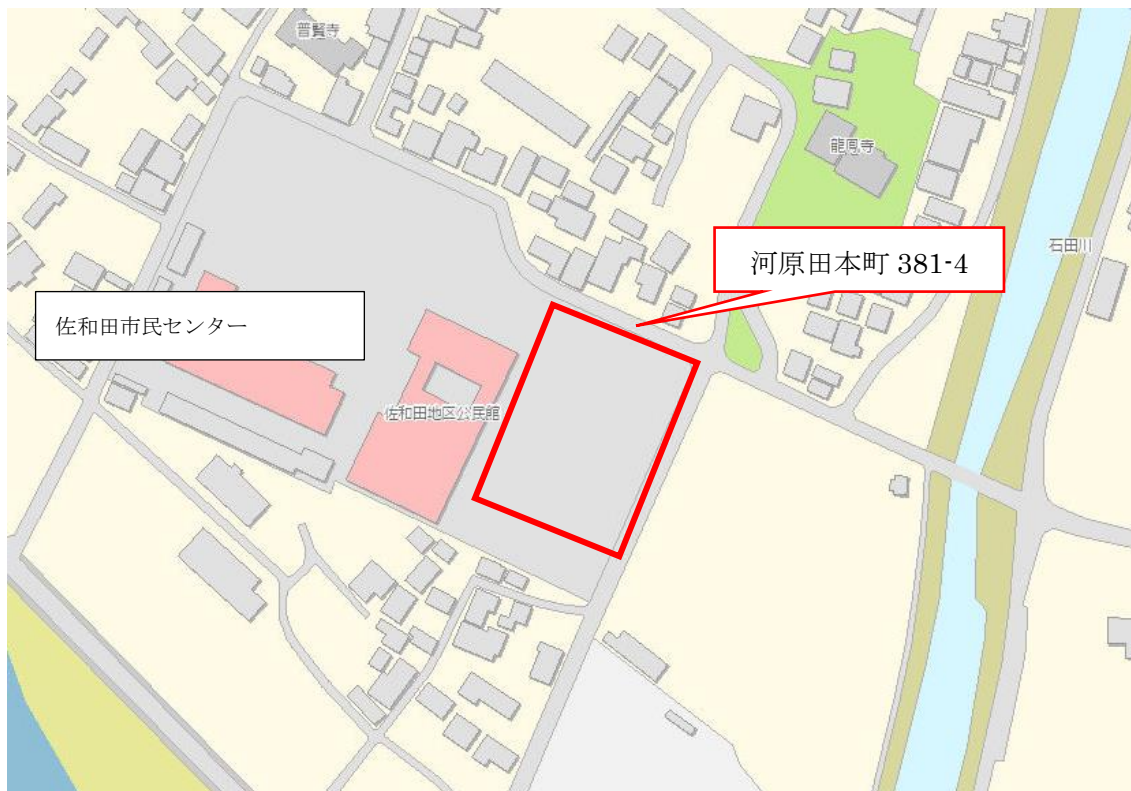 普賢寺
龍鳳寺
石田川
河原田本町 381-4
佐和田市民センター
佐和田地区公民館